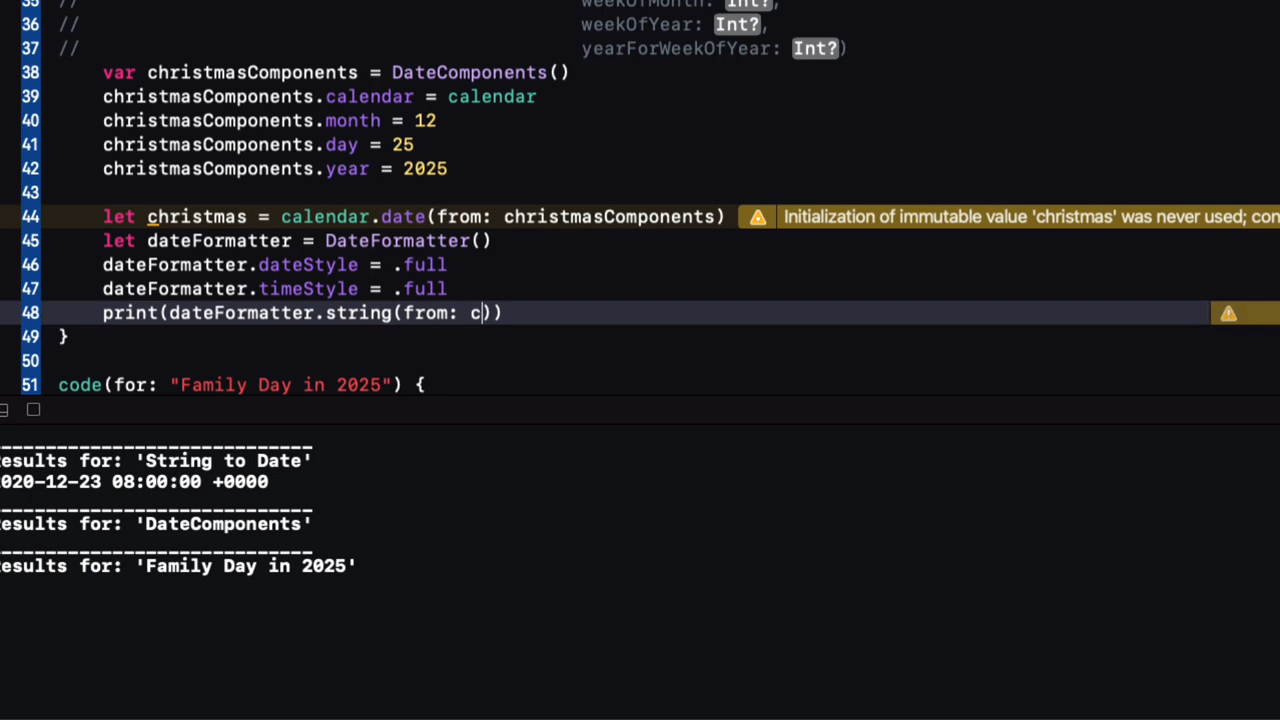 35 // weekOfMonth: Int?,
36 // weekOfYear: Int?,
37 // yearForWeekOfYear: Int?)
38 var christmasComponents = DateComponents()
39 christmasComponents.calendar = calendar
40 christmasComponents.month = 12
41 christmasComponents.day = 25
42 christmasComponents.year = 2025
43
44 let christmas = calendar.date(from: christmasComponents) Initialization of immutable value 'christmas' was never used; con
45 let dateFormatter = DateFormatter()
46 dateFormatter.dateStyle = .full
47 dateFormatter.timeStyle = .full
48 print(dateFormatter.string(from: c))
49 }
50
51 code(for: "Family Day in 2025") {
esults for: 'String to Date'
020-12-23 08:00:00 +0000
esults for: 'DateComponents'
esults for: 'Family Day in 2025'